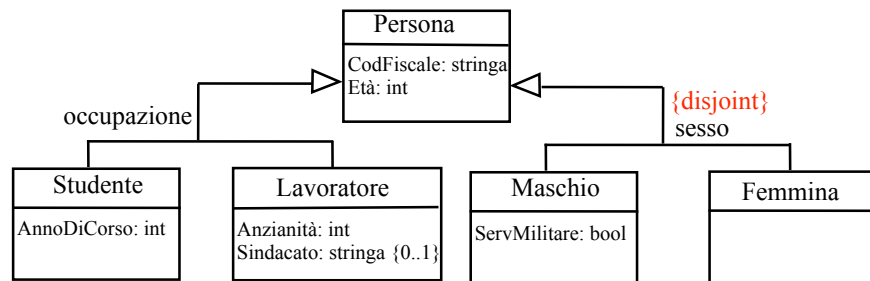 Persona
CodFiscale: stringa
Età: int
occupazione
{disjoint}
sesso
Studente
AnnoDiCorso: int
Lavoratore
Anzianità: int
Sindacato: stringa {0..1}
Maschio
ServMilitare: bool
Femmina